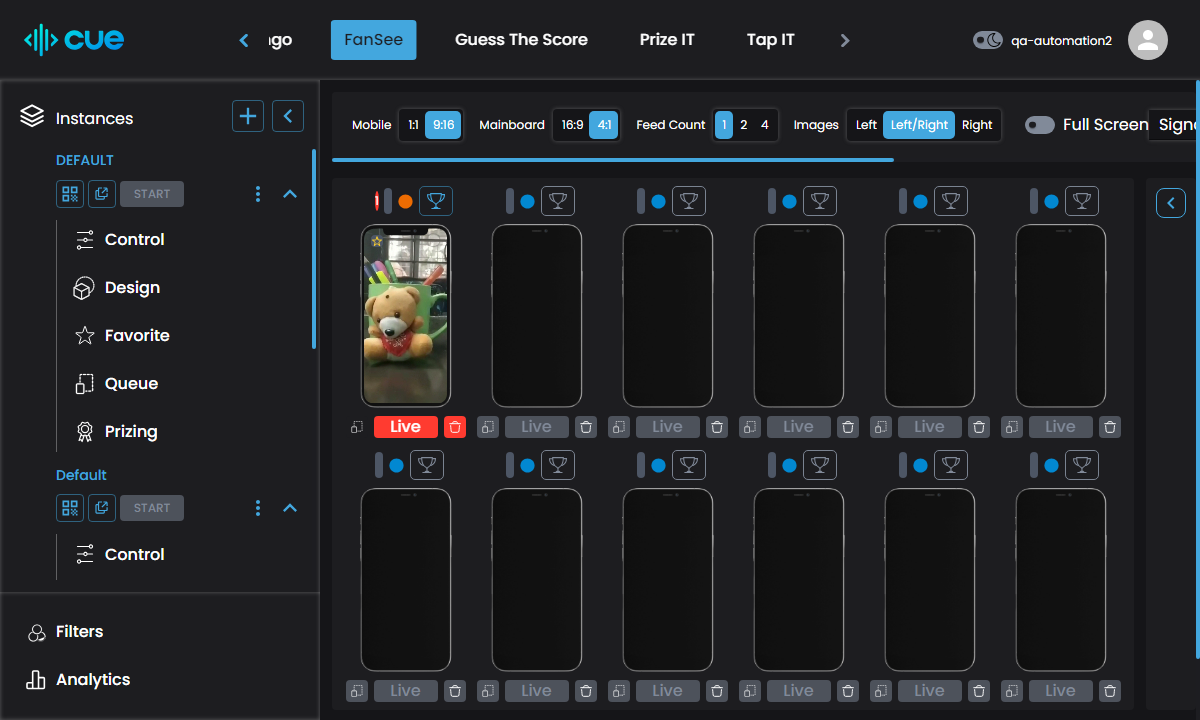 cue
FanSee
Guess The Score
Prize IT
Tap IT
qa-automation2
Instances
DEFAULT
START
Control
Design
Favorite
Queue
Prizing
Default
START
Control
Filters
Analytics
Mobile 1:1 9:16 Mainboard 16:9 4:1 Feed Count 1 2 4 Images Left Left/Right Right Full Screen
Live Live Live Live Live Live
Live Live Live Live Live Live